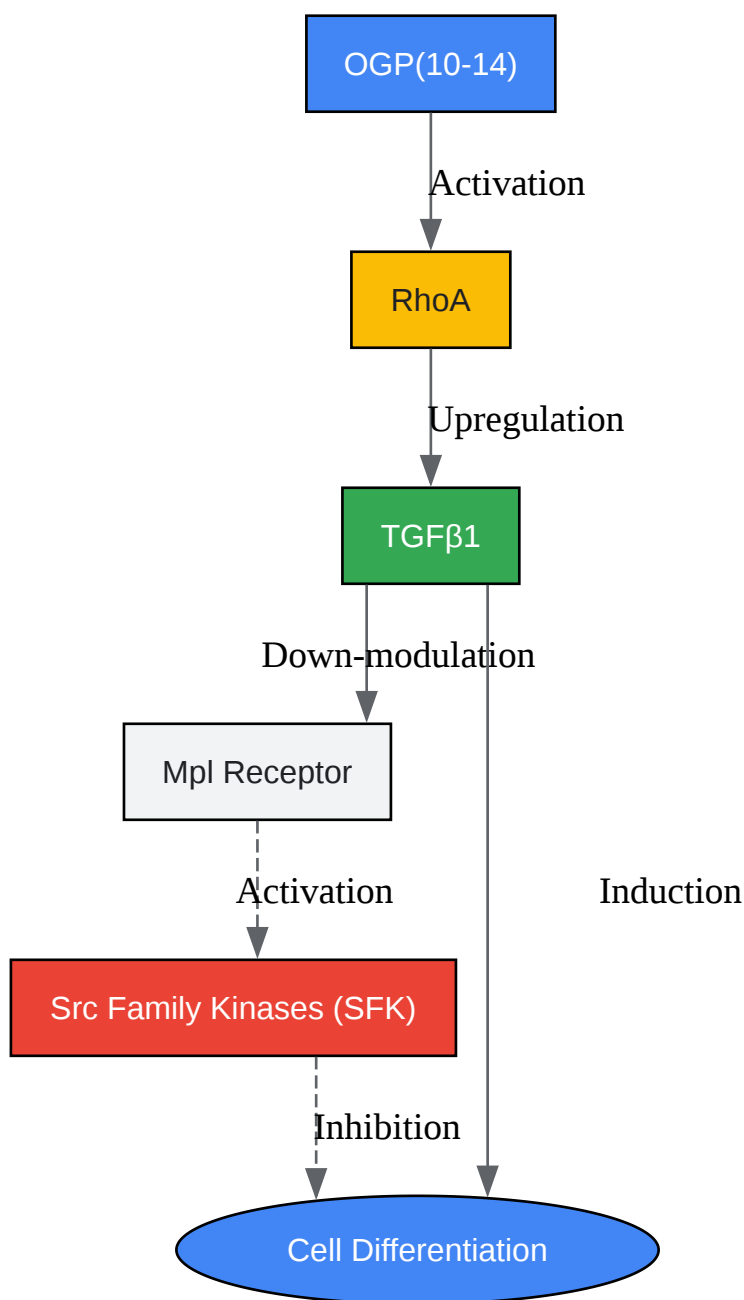 OGP(10-14)
Activation
RhoA
Upregulation
TGFβ1
Down-modulation
Mpl Receptor
Activation
Induction
Src Family Kinases (SFK)
Inhibition
Cell Differentiation